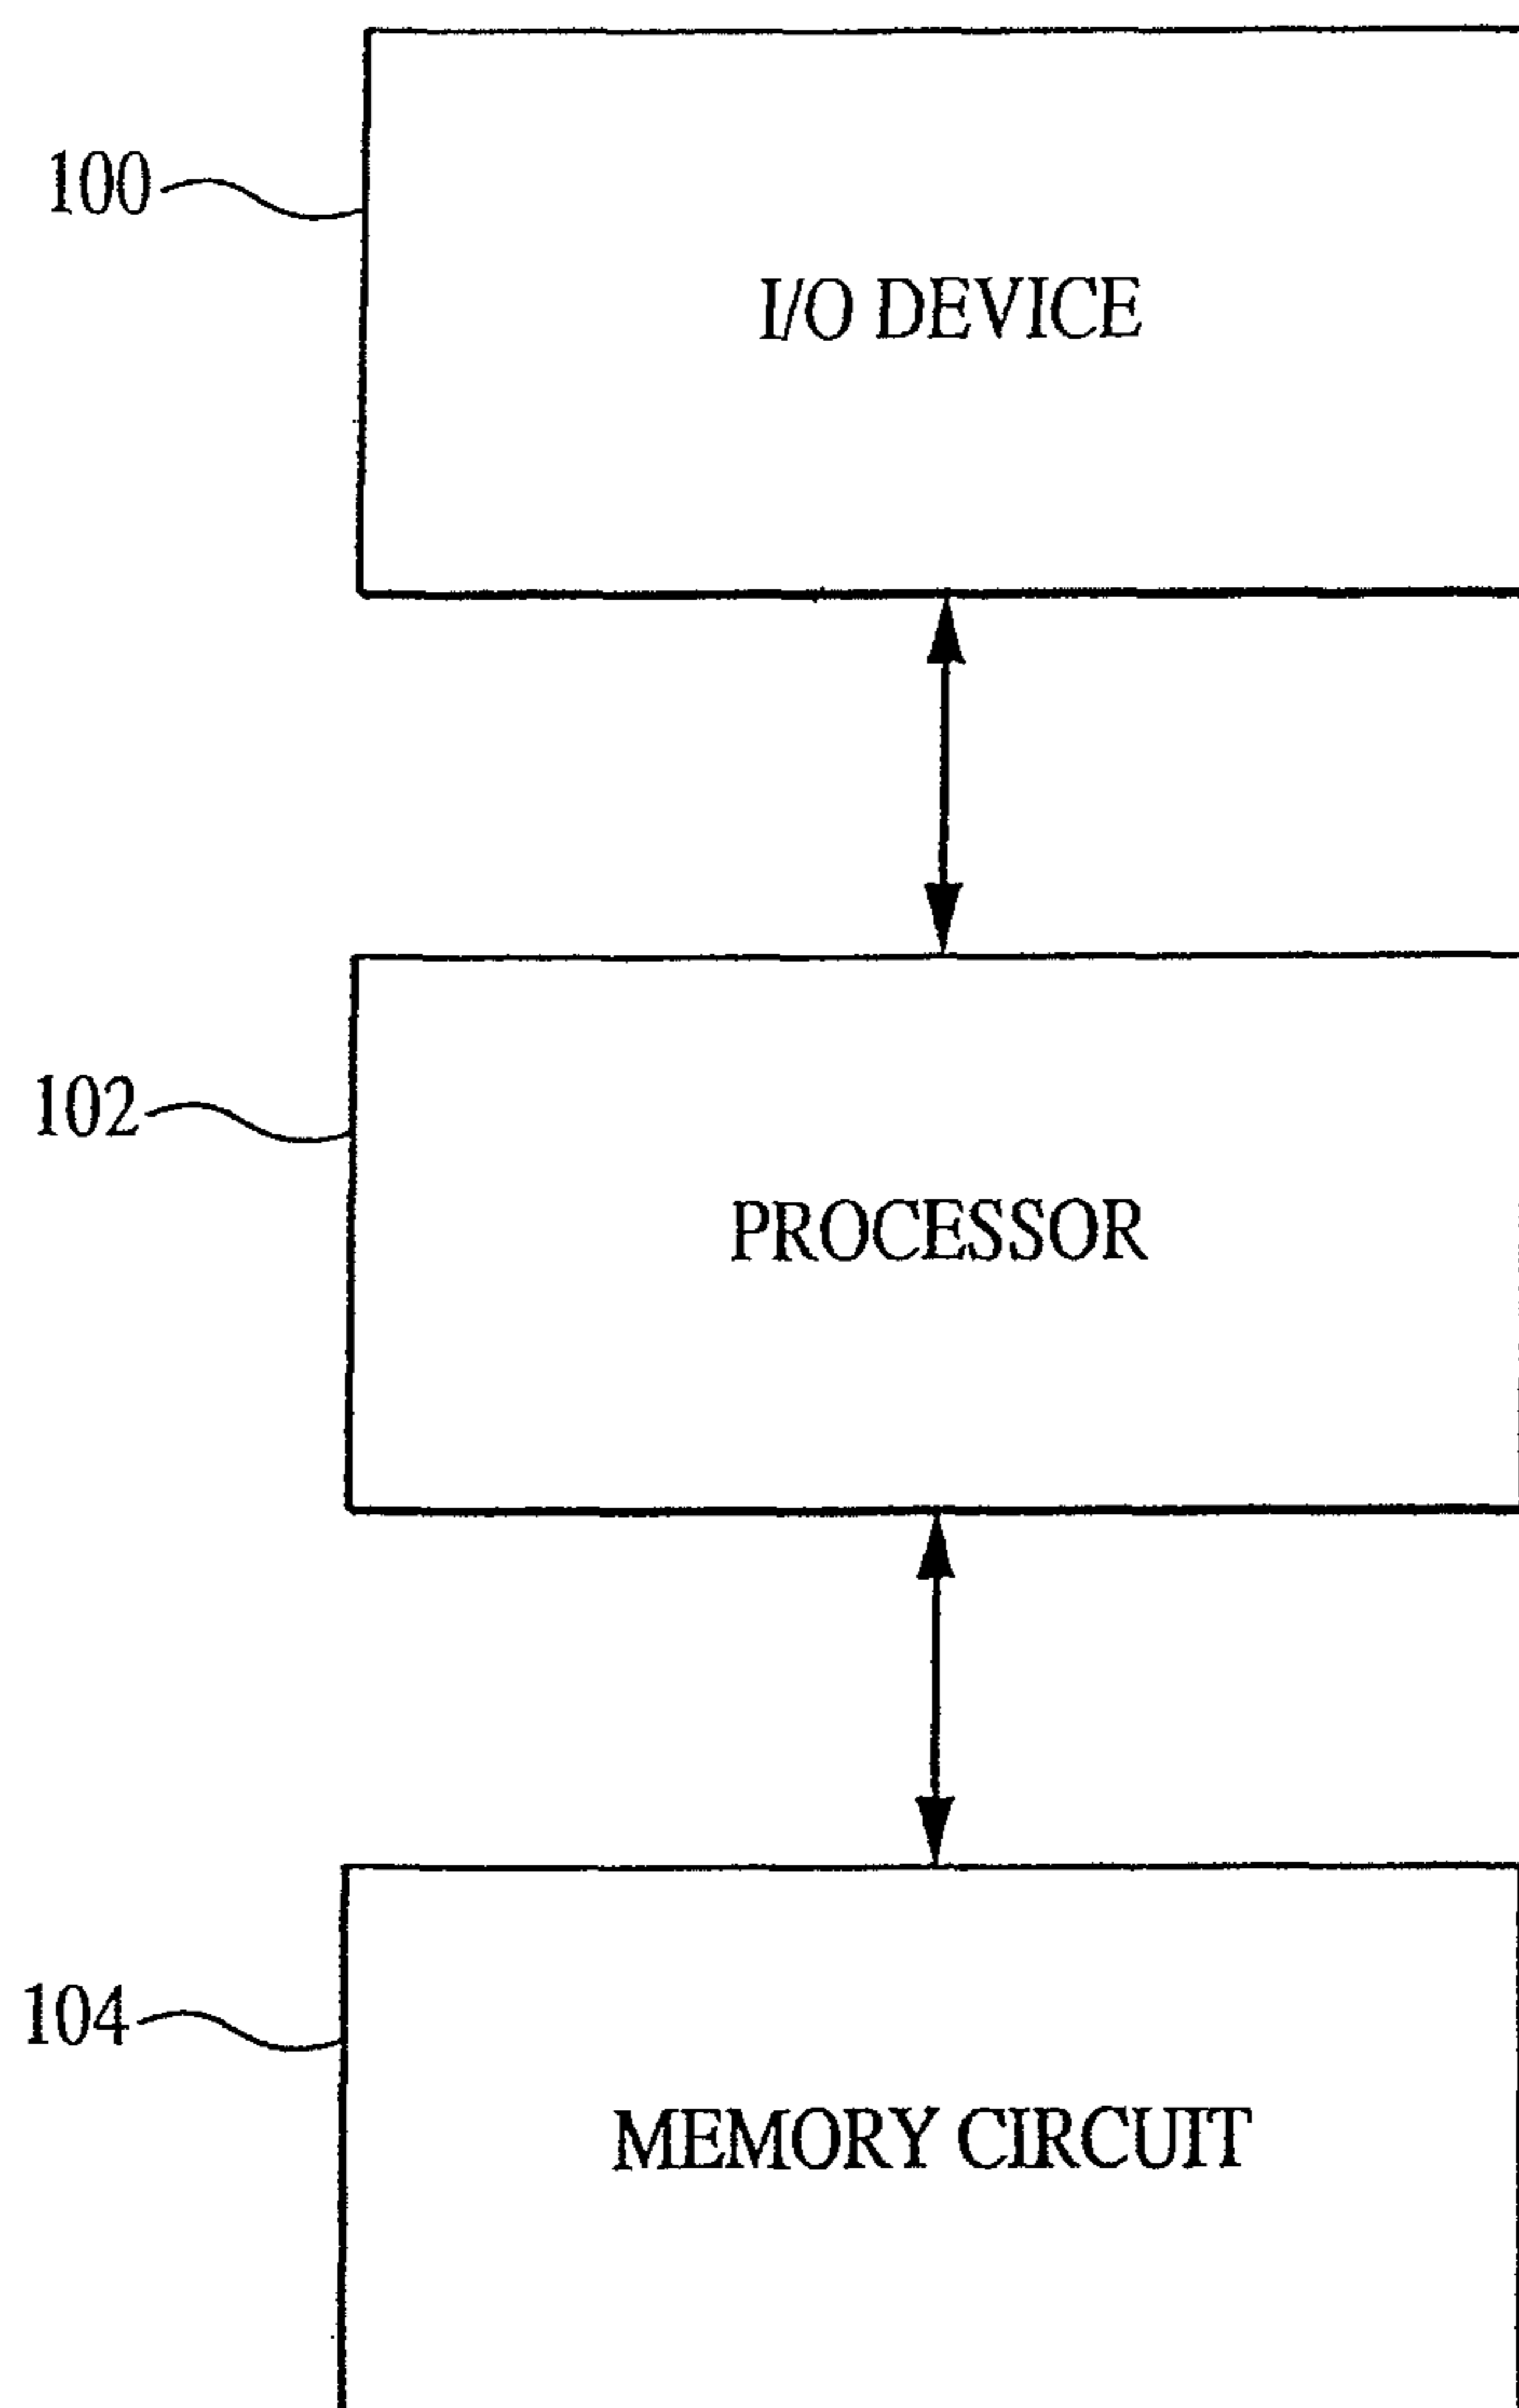 100
I/O DEVICE
102
PROCESSOR
104
MEMORY CIRCUIT